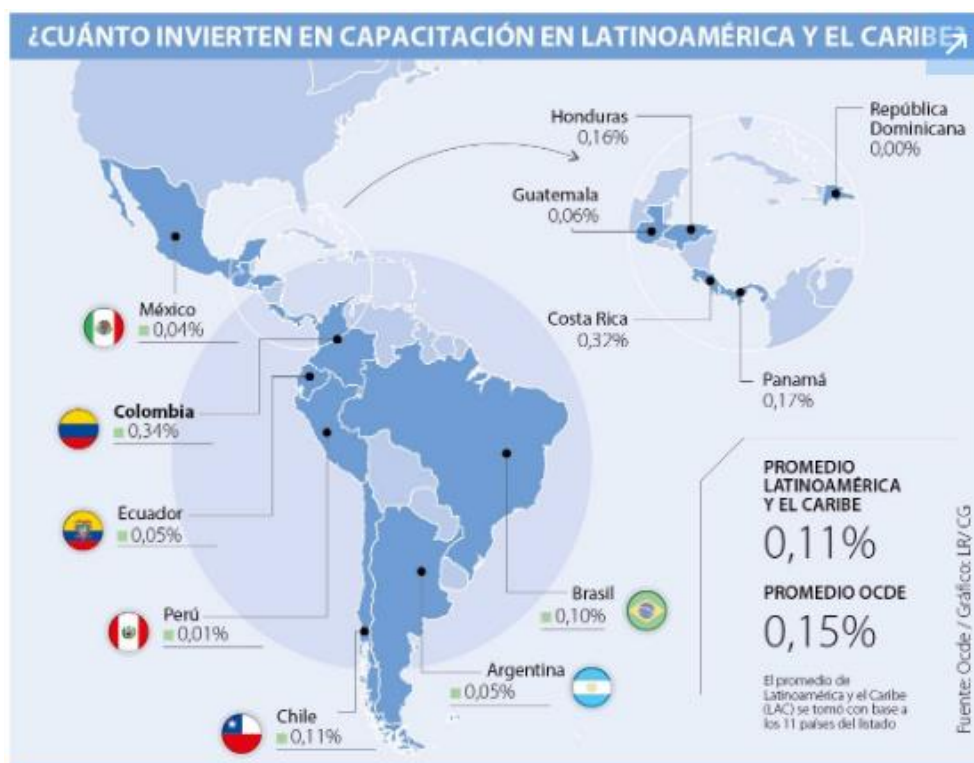 ¿CUÁNTO INVIERTEN EN CAPACITACIÓN EN LATINOAMÉRICA Y EL CARIBE?
Honduras
0,16%
República
Dominicana
0,00%
Guatemala
0,06%
Costa Rica
0,32%
Panamá
0,17%
México
0,04%
Colombia
0,34%
Ecuador
0,05%
Perú
0,01%
Chile
0,11%
Argentina
0,05%
Brasil
0,10%
PROMEDIO
LATINOAMÉRICA
Y EL CARIBE
0,11%
PROMEDIO OCDE
0,15%
El promedio de
Latinoamérica y el Caribe
(LAC) se tomó con base a
los 11 países del listado
Fuente: Ocde / Gráfico: LR/CG